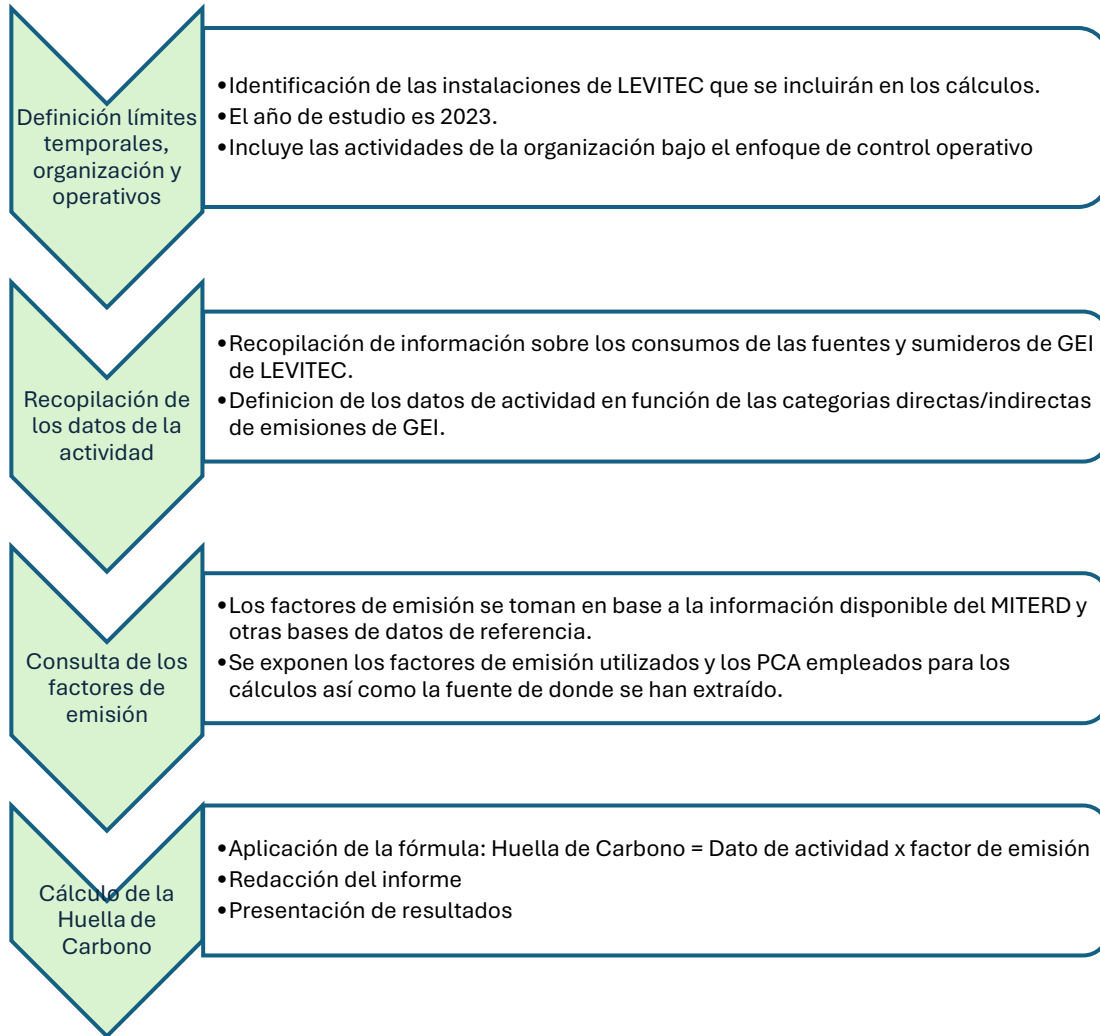 Definición límites
temporales,
organización y
operativos
•Identificación de las instalaciones de LEVITEC que se incluirán en los cálculos.
•El año de estudio es 2023.
•Incluye las actividades de la organización bajo el enfoque de control operativo
Recopilación de
los datos de la
actividad
•Recopilación de información sobre los consumos de las fuentes y sumideros de GEI
de LEVITEC.
•Definicion de los datos de actividad en función de las categorias directas/indirectas
de emisiones de GEI.
Consulta de los
factores de
emisión
•Los factores de emisión se toman en base a la información disponible del MITERD y
otras bases de datos de referencia.
•Se exponen los factores de emisión utilizados y los PCA empleados para los
cálculos así como la fuente de donde se han extraído.
Cálculo de la
Huella de
Carbono
•Aplicación de la fórmula: Huella de Carbono = Dato de actividad x factor de emisión
•Redacción del informe
•Presentación de resultados